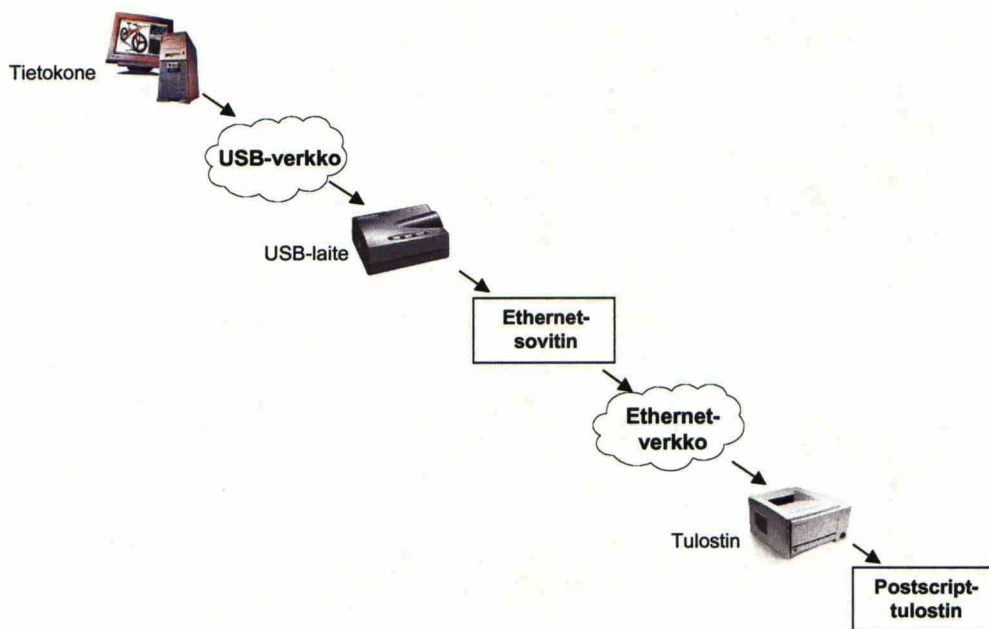 Tietokone
USB-verkko
USB-laite
Ethernet-
sovitin
Ethernet-
verkko
Tulostin
Postscript-
tulostin